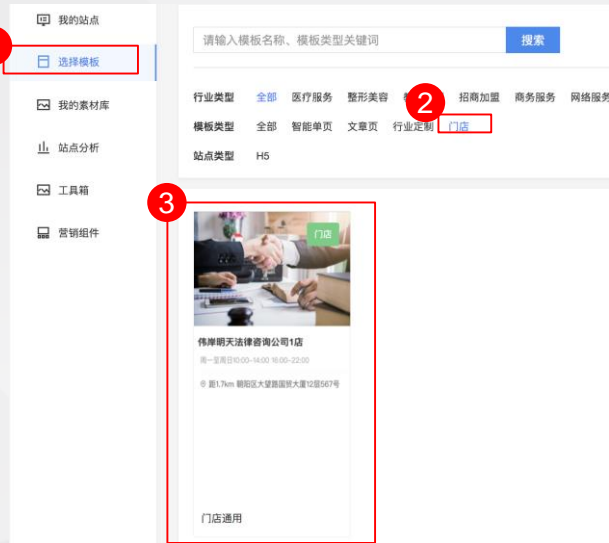 我的站点
选择模板
我的素材库
站点分析
工具箱
营销组件
请输入模板名称、模板类型关键词
搜索
行业类型 全部 医疗服务 整形美容 招商加盟 商务服务 网络服务
2
模板类型 全部 智能单页 文章页 行业定制 门店
站点类型 H5
3
门店
伟岸明天法律咨询公司1店
周一至周日10:00-14:00 16:00-22:00
距1.7km 朝阳区大望路国贸大厦12层567号
门店通用